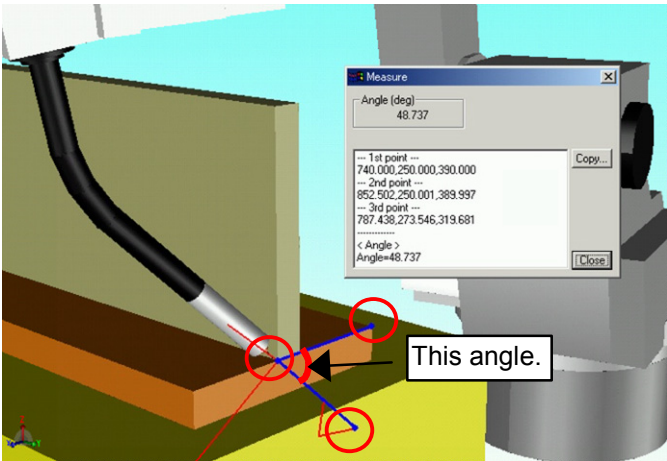 Measure
Angle (deg)
48.737
--- 1st point ---
740.000,250.000,390.000
--- 2nd point ---
852.502,250.001,389.997
--- 3rd point ---
787.438,273.546,319.681
-------------
< Angle >
Angle=48.737
Copy...
Close
This angle.